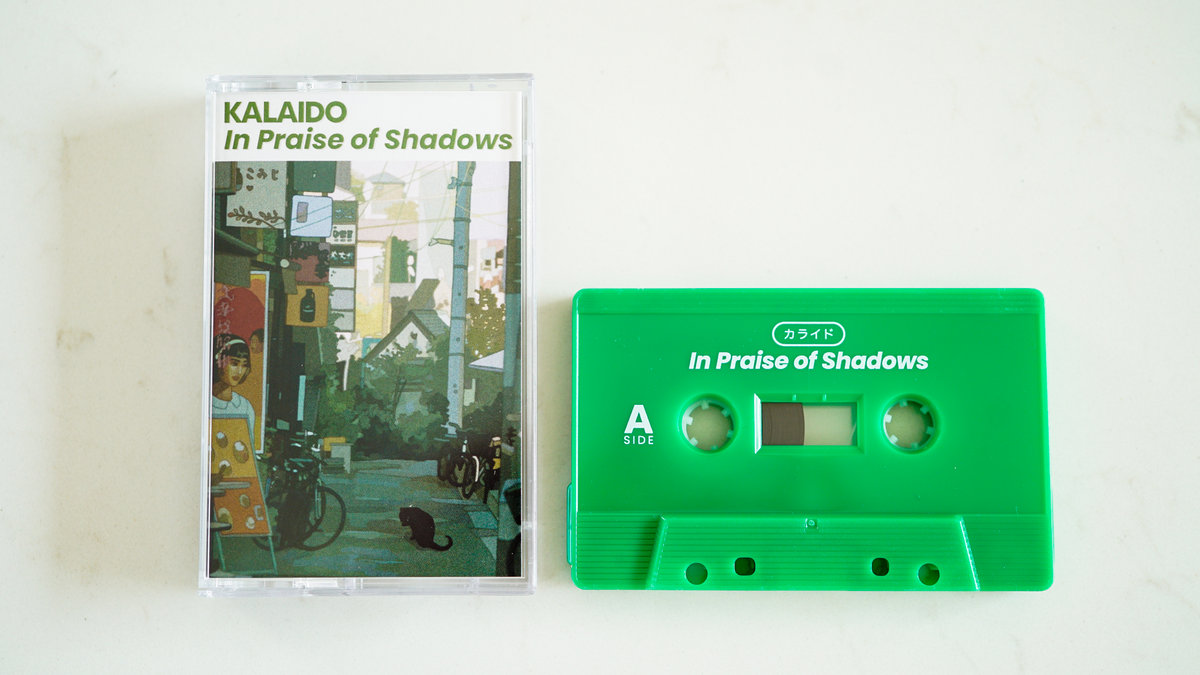 KALAIDO
In Praise of Shadows
カライド
In Praise of Shadows
A
SIDE